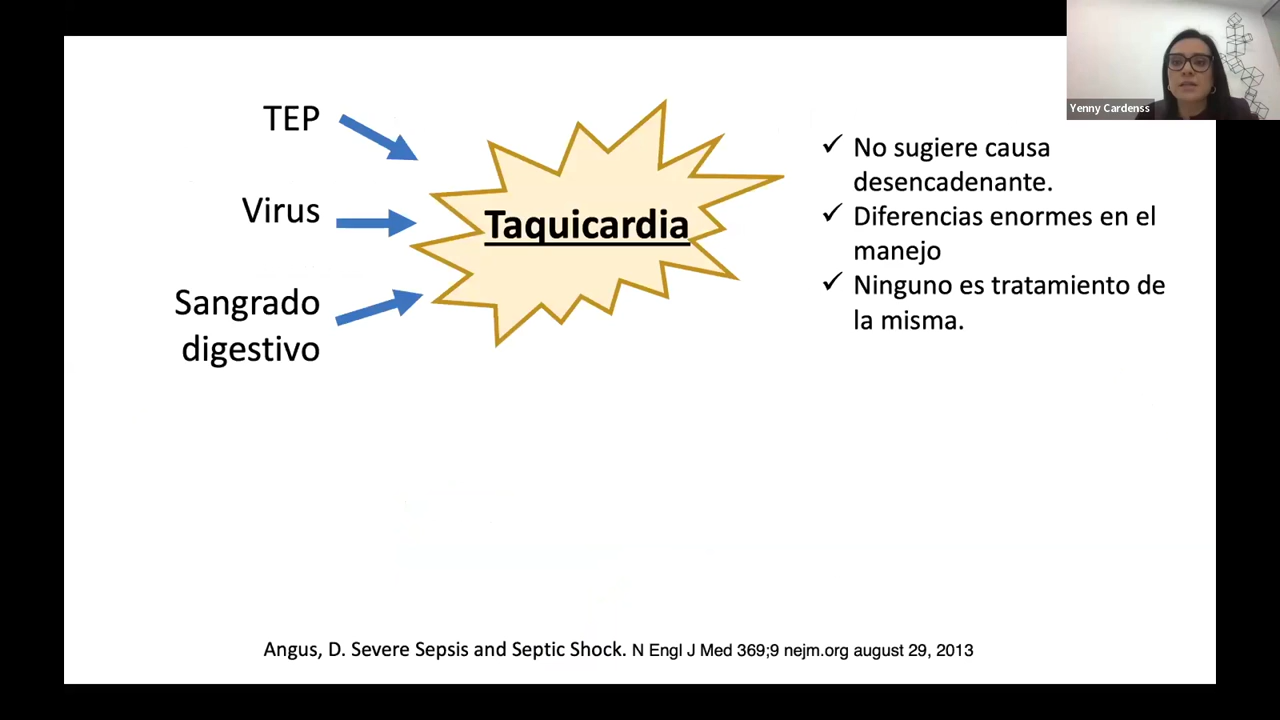 Yenny Cardenss
TEP
Virus
Sangrado
digestivo
Taquicardia
✓ No sugiere causa
desencadenante.
✓ Diferencias enormes en el
manejo
✓ Ninguno es tratamiento de
la misma.
Angus, D. Severe Sepsis and Septic Shock. N Engl J Med 369;9 nejm.org august 29, 2013